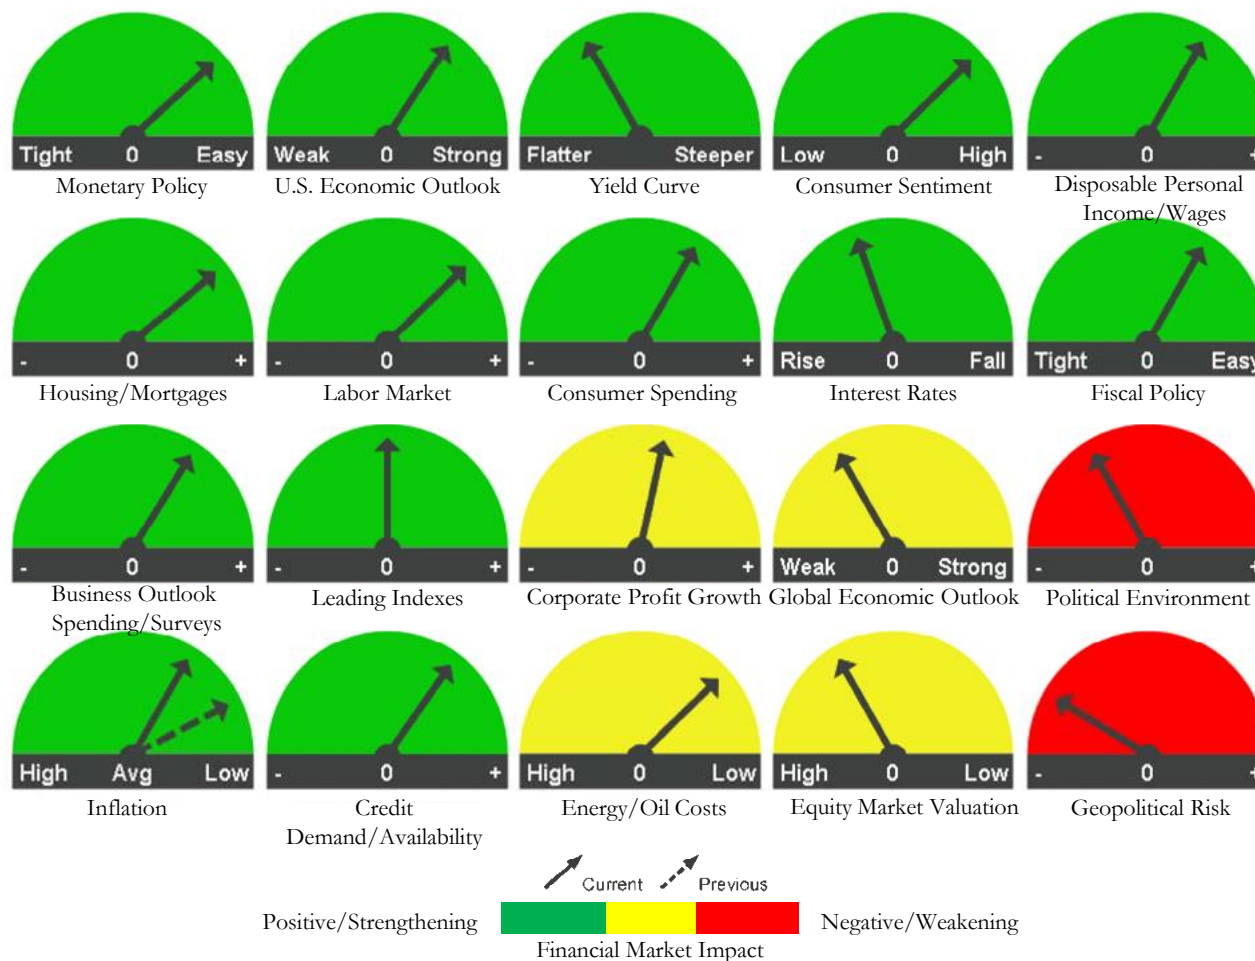 Tight 0 Easy
Monetary Policy
Weak 0 Strong
U.S. Economic Outlook
Flatter Steeper
Yield Curve
Low 0 High
Consumer Sentiment
- 0 +
Disposable Personal
Income/Wages
- 0 +
Housing/Mortgages
- 0 +
Labor Market
- 0 +
Consumer Spending
Rise 0 Fall
Interest Rates
Tight 0 Easy
Fiscal Policy
- 0 +
Business Outlook
Spending/Surveys
- 0 +
Leading Indexes
- 0 +
Corporate Profit Growth
Weak 0 Strong
Global Economic Outlook
- 0 +
Political Environment
High Avg Low
Inflation
- 0 +
Credit
Demand/Availability
High 0 Low
Energy/Oil Costs
High 0 Low
Equity Market Valuation
- 0 +
Geopolitical Risk
Current Previous
Positive/Strengthening Negative/Weakening
Financial Market Impact